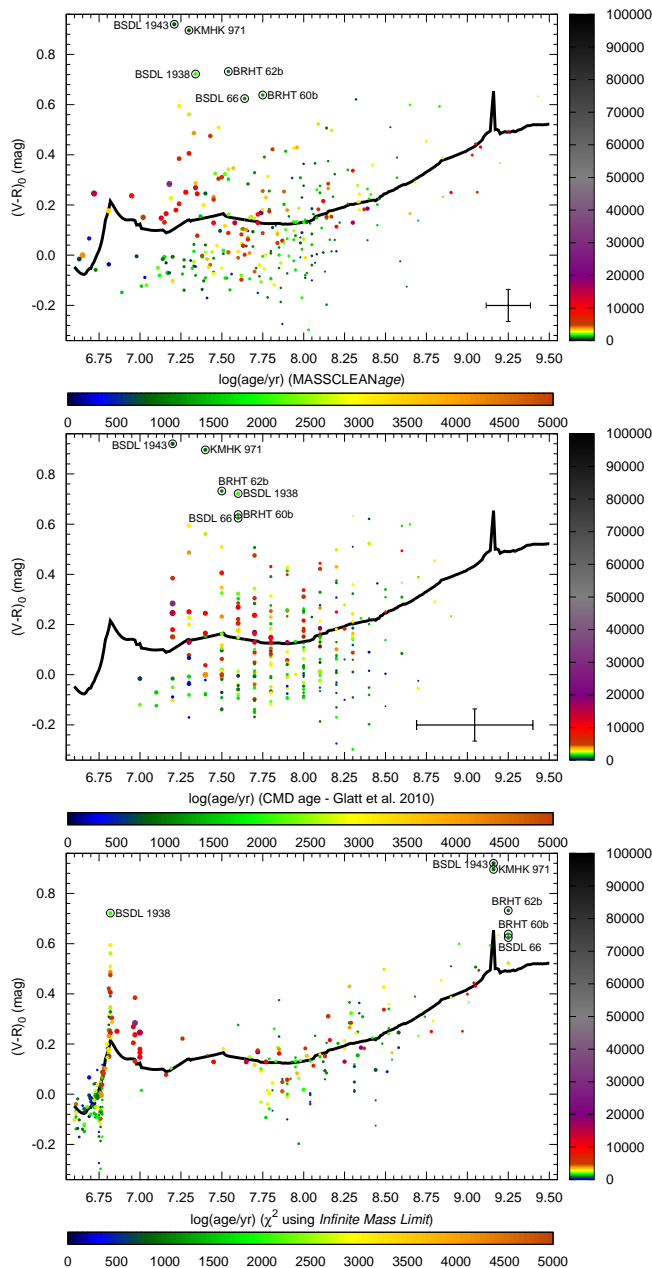 100000
90000
80000
70000
60000
50000
40000
30000
20000
10000
0
BSDL 1943
KMHK 971
BSDL 1938
BRHT 62b
BSDL 66
BRHT 60b
(V-R)0 (mag)
0.8
0.6
0.4
0.2
0.0
-0.2
6.75 7.00 7.25 7.50 7.75 8.00 8.25 8.50 8.75 9.00 9.25 9.50
log(age/yr) (MASSCLEANage)
0 500 1000 1500 2000 2500 3000 3500 4000 4500 5000
100000
90000
80000
70000
60000
50000
40000
30000
20000
10000
0
BSDL 1943
KMHK 971
BRHT 62b
BSDL 1938
BSDL 66
BRHT 60b
(V-R)0 (mag)
0.8
0.6
0.4
0.2
0.0
-0.2
6.75 7.00 7.25 7.50 7.75 8.00 8.25 8.50 8.75 9.00 9.25 9.50
log(age/yr) (CMD age - Glatt et al. 2010)
0 500 1000 1500 2000 2500 3000 3500 4000 4500 5000
100000
90000
80000
70000
60000
50000
40000
30000
20000
10000
0
BSDL 1943
KMHK 971
BSDL 1938
BRHT 62b
BRHT 60b
BSDL 66
(V-R)0 (mag)
0.8
0.6
0.4
0.2
0.0
-0.2
6.75 7.00 7.25 7.50 7.75 8.00 8.25 8.50 8.75 9.00 9.25 9.50
log(age/yr) (χ² using Infinite Mass Limit)
0 500 1000 1500 2000 2500 3000 3500 4000 4500 5000